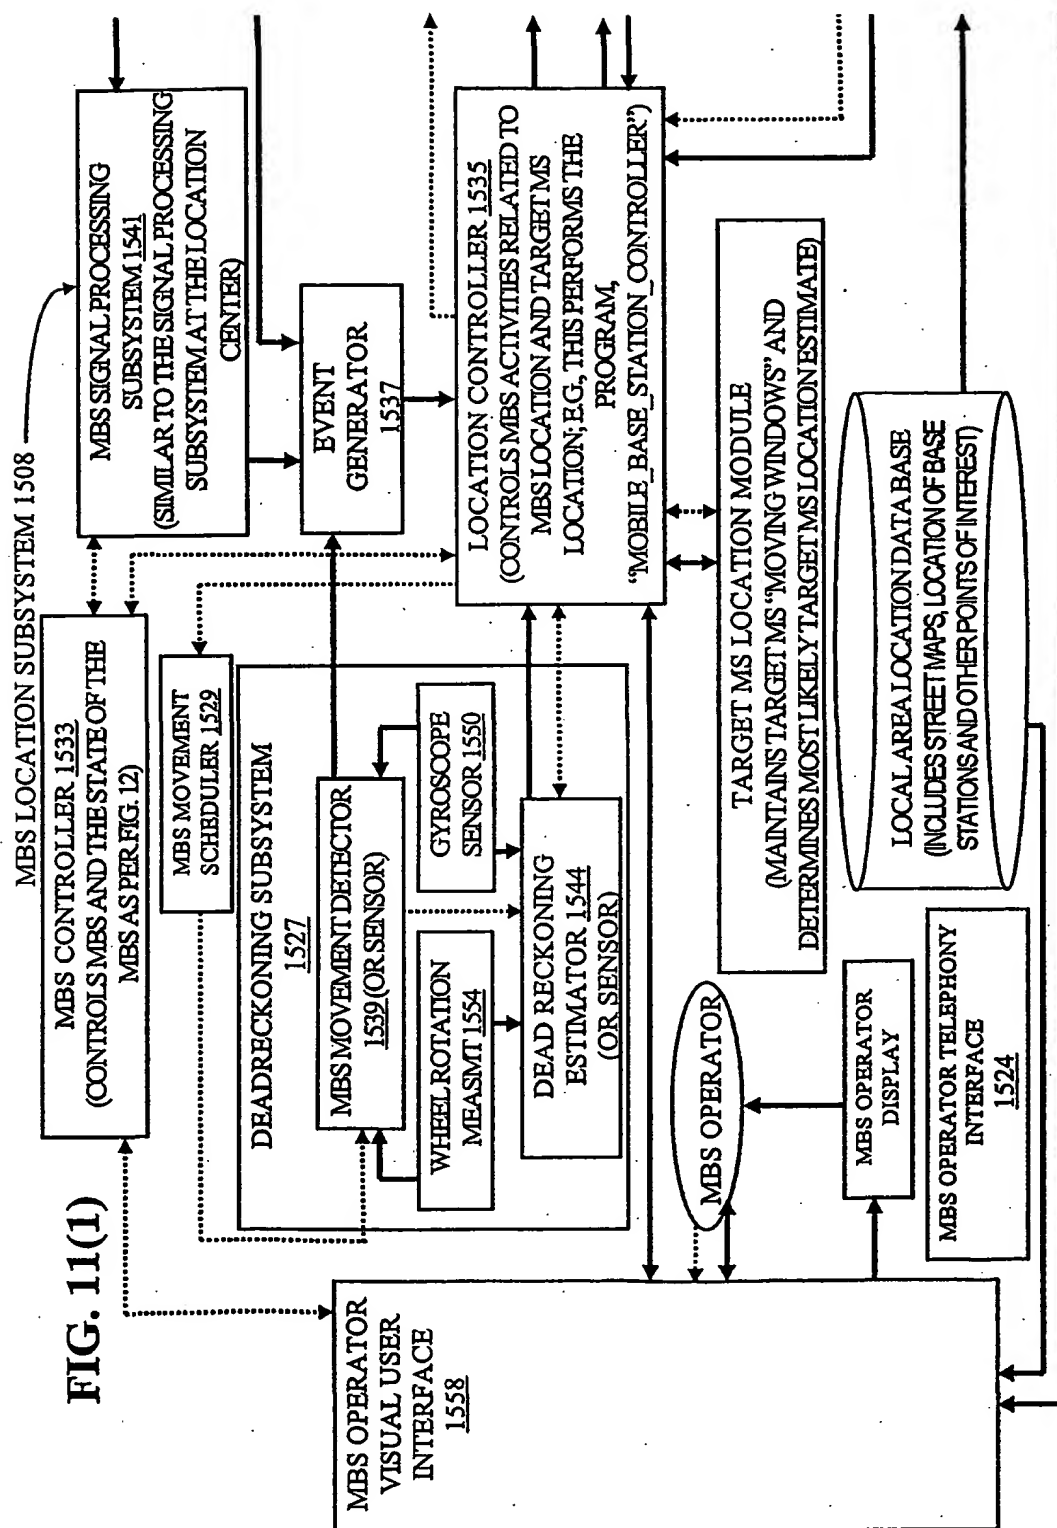 FIG. 11(1)
MBS LOCATION SUBSYSTEM 1508
MBS CONTROLLER 1533
(CONTROLS MBS AND THE STATE OF THE
MBS AS PER FIG. 12)
MBS SIGNAL PROCESSING
SUBSYSTEM 1541
(SIMILAR TO THE SIGNAL PROCESSING
SUBSYSTEM AT THE LOCATION
CENTER)
MBS MOVEMENT
SCHEDULER 1529
DEADRECKONING SUBSYSTEM
1527
MBS MOVEMENT DETECTOR
1539 (OR SENSOR)
WHEEL ROTATION
MEASMT 1554
GYROSCOPE
SENSOR 1550
DEAD RECKONING
ESTIMATOR 1544
(OR SENSOR)
EVENT
GENERATOR
1537
LOCATION CONTROLLER 1535
(CONTROLS MBS ACTIVITIES RELATED TO
MBS LOCATION AND TARGET MS
LOCATION; E.G., THIS PERFORMS THE
PROGRAM,
“MOBILE_BASE_STATION_CONTROLLER”)
MBS OPERATOR
VISUAL USER
INTERFACE
1558
MBS OPERATOR
TARGET MS LOCATION MODULE
(MAINTAINS TARGET MS “MOVING WINDOWS” AND
DETERMINES MOST LIKELY TARGET MS LOCATION ESTIMATE)
MBS OPERATOR
DISPLAY
LOCAL AREA LOCATION DATA BASE
(INCLUDES STREET MAPS, LOCATION OF BASE
STATIONS AND OTHER POINTS OF INTEREST)
MBS OPERATOR TELEPHONY
INTERFACE
1524